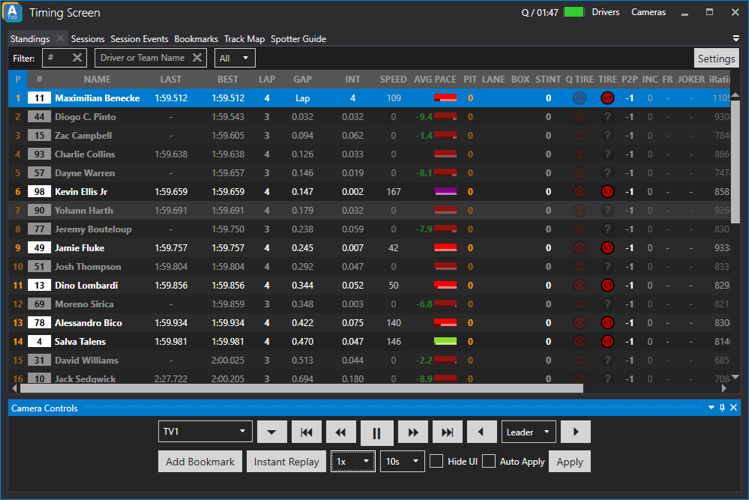 A TV0 Timing Screen Q / 01:47 Drivers Cameras
Standings Sessions Session Events Bookmarks Track Map Spotter Guide
Filter: # Driver or Team Name All Settings
P # NAME LAST BEST LAP GAP INT SPEED AVG PACE PIT LANE BOX STINT Q TIRE TIRE P2P INC FR JOKER iRatin
1 11 Maximilian Benecke 1:59.512 1:59.512 4 Lap 4 109 0 0 -1 0 - -
2 44 Diogo C. Pinto - 1:59.543 3 0.032 0.032 0 -9.4 0 0 ? -1 0 - -
3 15 Zac Campbell - 1:59.605 3 0.094 0.062 0 -1.4 0 0 ? -1 0 - -
4 93 Charlie Collins 1:59.638 1:59.638 4 0.126 0.033 0 0 0 ? -1 0 - -
5 57 Dayne Warren - 1:59.657 3 0.146 0.019 0 -8.1 0 0 ? -1 0 - -
6 98 Kevin Ellis Jr 1:59.659 1:59.659 4 0.147 0.002 167 0 0 -1 0 - -
7 90 Yohann Harth 1:59.691 1:59.691 4 0.179 0.032 0 0 0 ? -1 0 - -
8 77 Jeremy Bouteloup - 1:59.750 3 0.238 0.059 0 -7.9 0 0 ? -1 0 - -
9 49 Jamie Fluke 1:59.757 1:59.757 4 0.245 0.007 42 0 0 -1 0 - -
10 51 Josh Thompson 1:59.804 1:59.804 4 0.292 0.047 0 0 0 ? -1 0 - -
11 13 Dino Lombardi 1:59.856 1:59.856 4 0.344 0.052 50 0 0 -1 0 - -
12 69 Moreno Sirica - 1:59.859 3 0.348 0.003 0 -6.8 0 0 ? -1 0 - -
13 78 Alessandro Bico 1:59.934 1:59.934 4 0.422 0.075 140 0 0 -1 0 - -
14 4 Salva Talens 1:59.981 1:59.981 4 0.470 0.047 146 0 0 -1 0 - -
15 31 David Williams - 2:00.025 3 0.513 0.044 0 -2.2 0 0 ? -1 0 - -
16 10 Jack Sedgwick 2:27.722 2:00.205 3 0.694 0.180 0 -8.9 0 0 ? -1 0 - -
Camera Controls
TV1 Leader
Add Bookmark Instant Replay 1x 10s Hide UI Auto Apply Apply